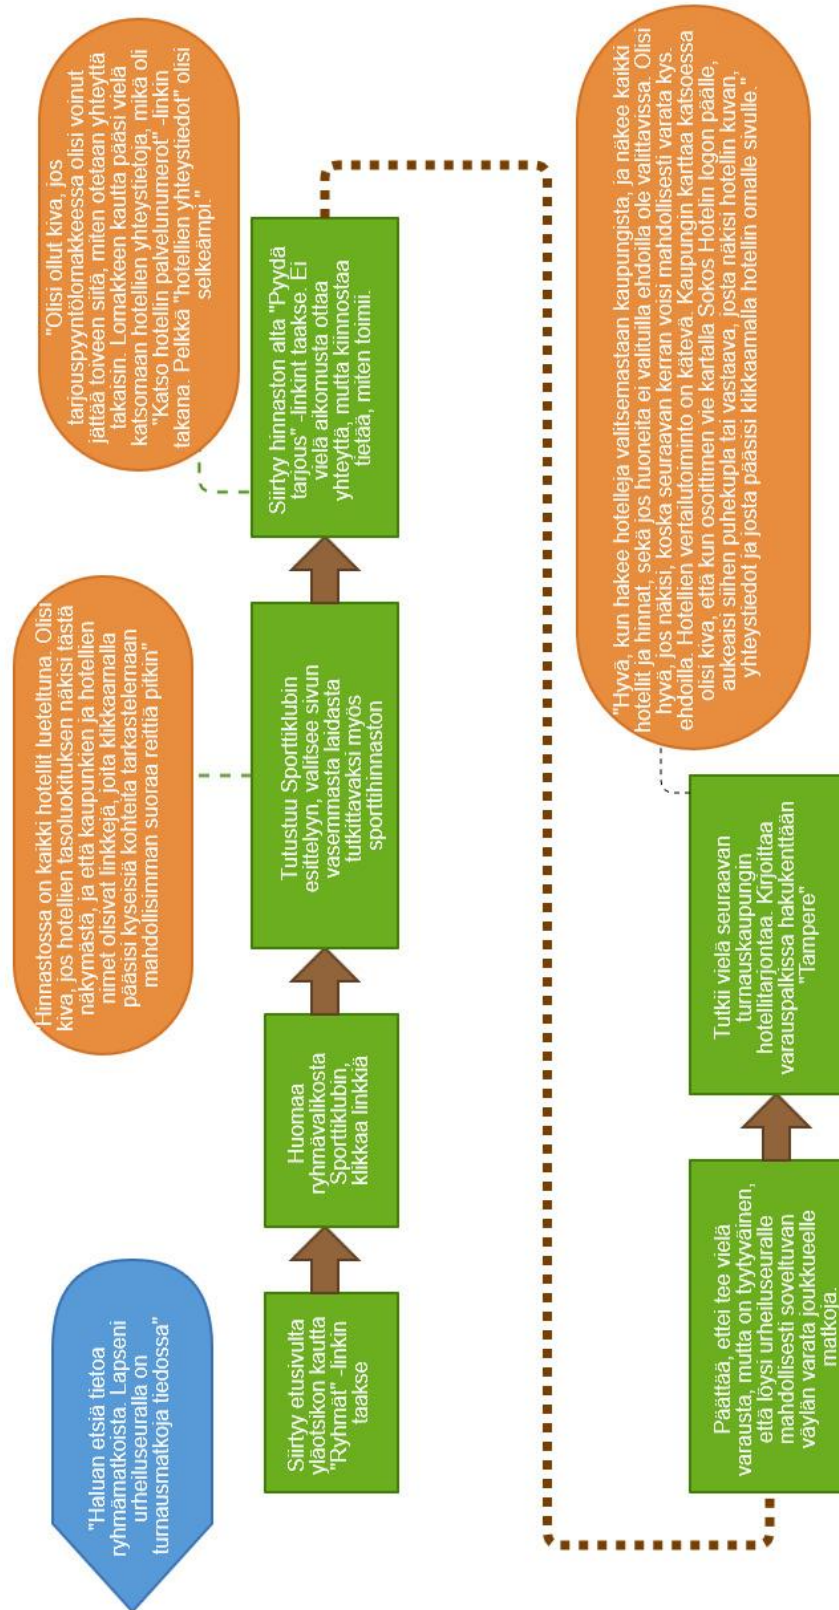 "Haluan etsiä tietoa
ryhmämatkoista. Lapseni
urheiluseuralla on
turnausmatkoja tiedossa"
Siirtyy etusivulta
yläotsikon kautta
"Ryhmät" -linkin
taakse
Huomaa
ryhmävalikosta
Sporttiklubin,
klikkaa linkkiä
Tutustuu Sporttiklubin
esittelyyn, valitsee sivun
vasemmasta laidasta
tutkittavaksi myös
sporttihinnaston
Hinnastossa on kaikki hotellit lueteltuna. Olisi
kiva, jos hotellien tasoluokituksen näkisi tästä
näkymästä, ja että kaupunkien ja hotellien
nimet olisivat linkkejä, joita klikkaamalla
pääsisi kyseisiä kohteita tarkastelemaan
mahdollisimman suoraa reittiä pitkin"
Siirtyy hinnaston alta "Pyydä
tarjous" -linkint taakse. Ei
vielä aikomusta ottaa
yhteyttä, mutta kiinnostaa
tietää, miten toimii.
"Olisi ollut kiva, jos
tarjouspyyntölomakkeessa olisi voinut
jättää toiveen siitä, miten otetaan yhteyttä
takaisin. Lomakkeen kautta pääsi vielä
katsomaan hotellien yhteystietoja, mikä oli
"Katso hotellin palvelunumerot" -linkin
takana. Pelkkä "hotellien yhteystiedot" olisi
selkeämpi."
Päättää, ettei tee vielä
varausta, mutta on tyytyväinen,
että löysi urheiluseuralle
mahdollisesti soveltuvan
väylän varata joukkueelle
matkoja.
Tutkii vielä seuraavan
turnauskaupungin
hotellitarjontaa. Kirjoittaa
varauspalkissa hakukenttään
"Tampere"
"Hyvä, kun hakee hotelleja valitsemastaan kaupungista, ja näkee kaikki
hotellit ja hinnat, sekä jos huoneita ei valituilla ehdoilla ole valittavissa. Olisi
hyvä, jos näkisi, koska seuraavan kerran voisi mahdollisesti varata kys.
ehdoilla. Hotellien vertailutoiminto on kätevä. Kaupungin karttaa katsoessa
olisi kiva, että kun osoittimen vie kartalla Sokos Hotelin logon päälle,
aukeaisi siihen puhekupla tai vastaava, josta näkisi hotellin kuvan,
yhteystiedot ja josta pääsisi klikkaamalla hotellin omalle sivulle."